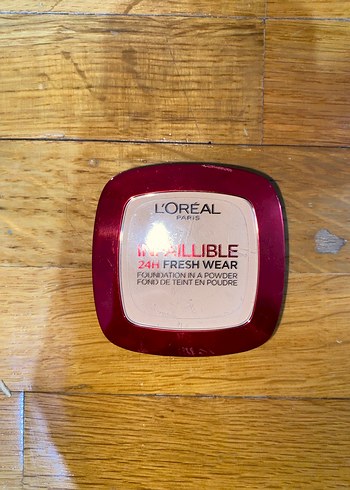 L'ORÉAL
PARIS
INFAILLIBLE
24H FRESH WEAR
FOUNDATION IN A POWDER
FOND DE TEINT EN POUDRE